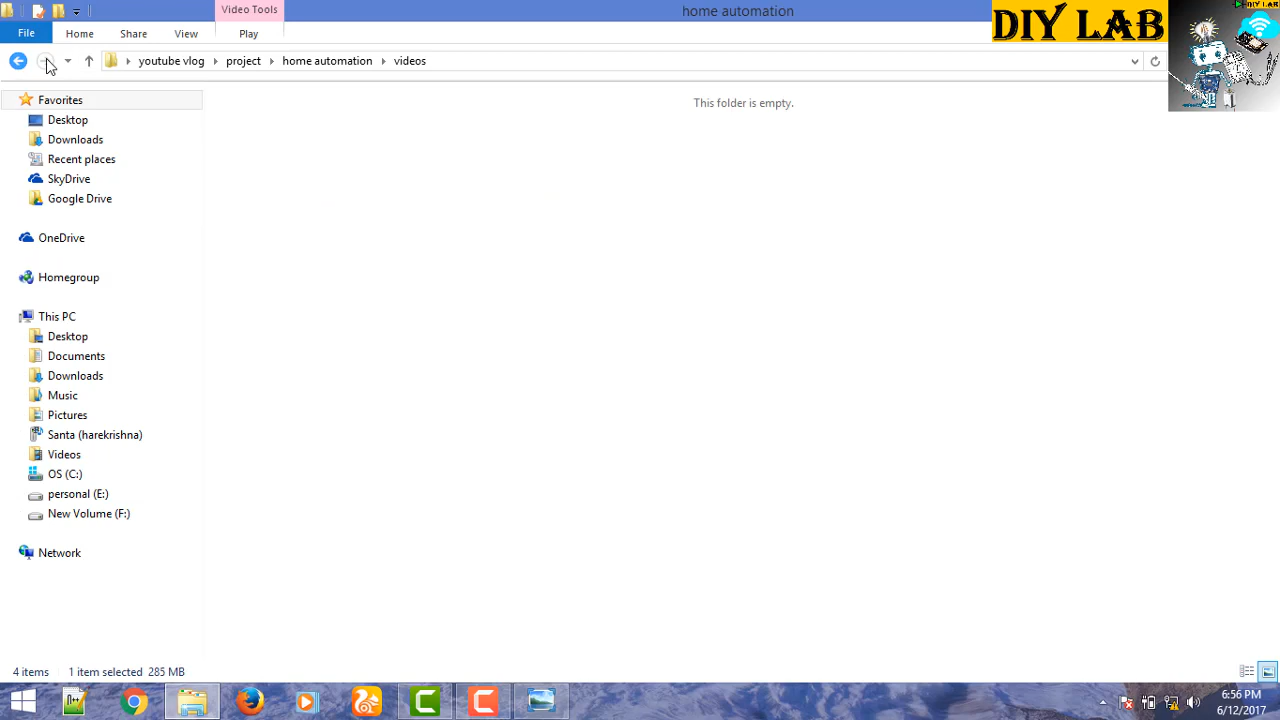 Video Tools
home automation
DIY LAB
DIY LAB
File
Home
Share
View
Play
youtube vlog
project
home automation
videos
This folder is empty.
Favorites
Desktop
Downloads
Recent places
SkyDrive
Google Drive
OneDrive
Homegroup
This PC
Desktop
Documents
Downloads
Music
Pictures
Santa (harekrishna)
Videos
OS (C:)
personal (E:)
New Volume (F:)
Network
4 items 1 item selected 285 MB
6:56 PM
6/12/2017